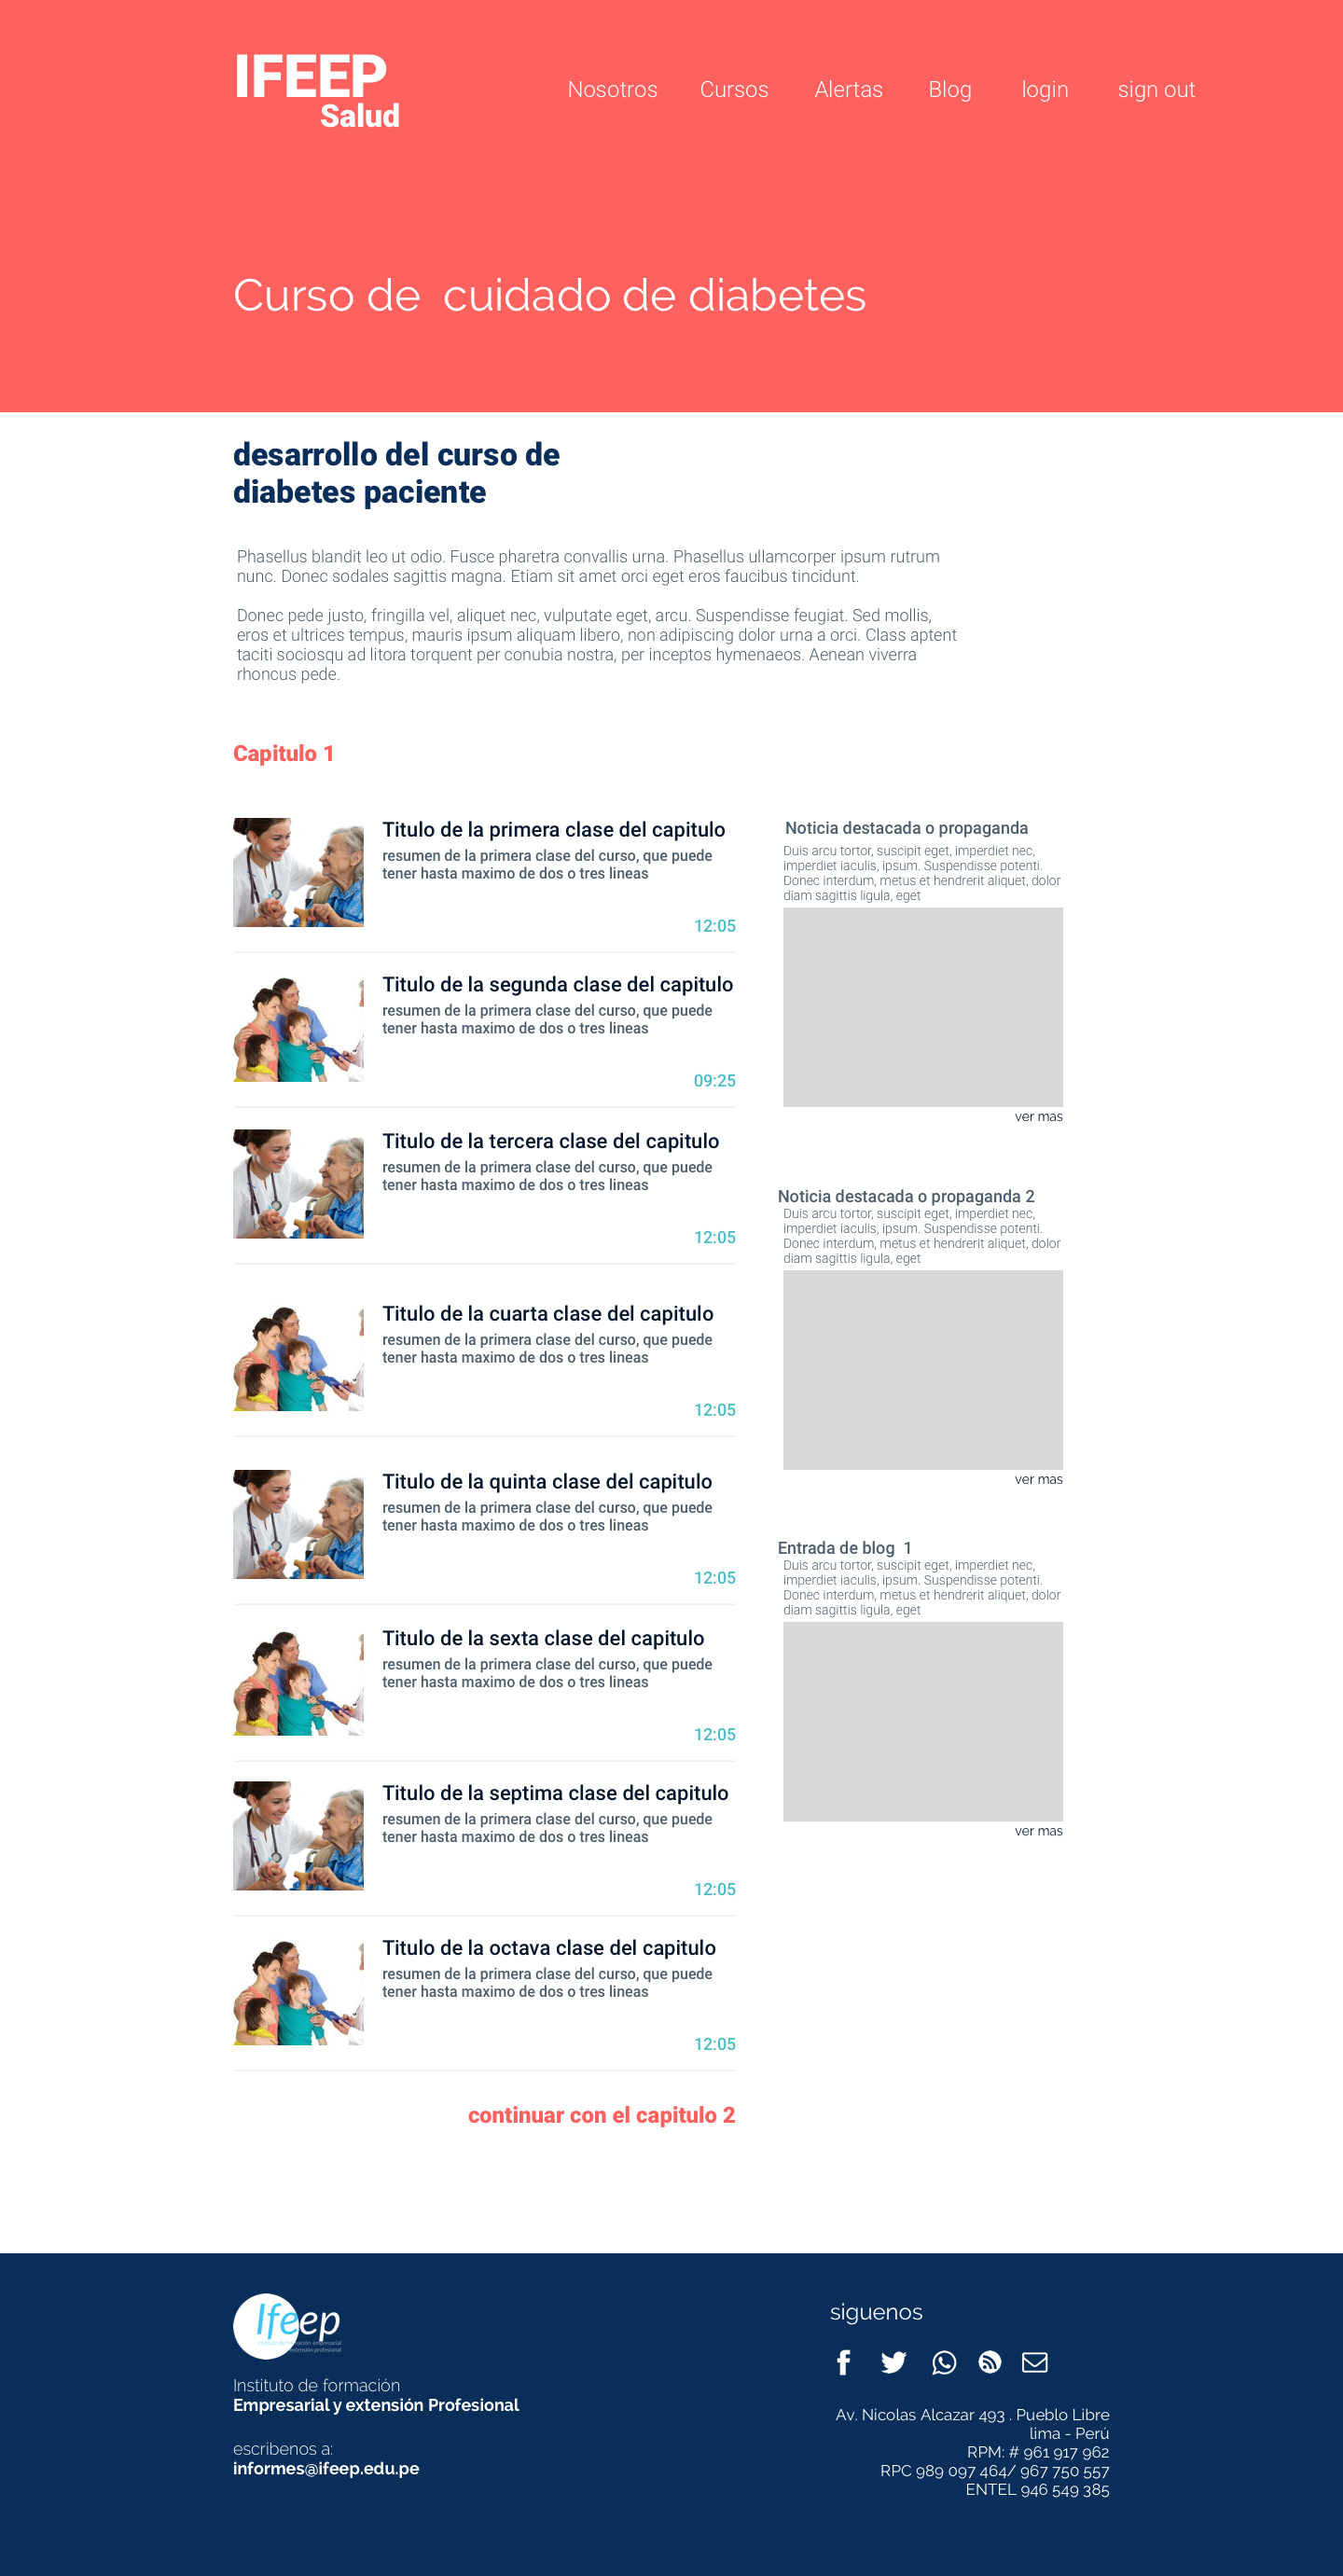 IFEEP
Salud
Nosotros Cursos Alertas Blog login sign out
Curso de cuidado de diabetes
desarrollo del curso de
diabetes paciente
Phasellus blandit leo ut odio. Fusce pharetra convallis urna. Phasellus ullamcorper ipsum rutrum
nunc. Donec sodales sagittis magna. Etiam sit amet orci eget eros faucibus tincidunt.
Donec pede justo, fringilla vel, aliquet nec, vulputate eget, arcu. Suspendisse feugiat. Sed mollis,
eros et ultrices tempus, mauris ipsum aliquam libero, non adipiscing dolor urna a orci. Class aptent
taciti sociosqu ad litora torquent per conubia nostra, per inceptos hymenaeos. Aenean viverra
rhoncus pede.
Capitulo 1
Titulo de la primera clase del capitulo
resumen de la primera clase del curso, que puede
tener hasta maximo de dos o tres lineas
12:05
Titulo de la segunda clase del capitulo
resumen de la primera clase del curso, que puede
tener hasta maximo de dos o tres lineas
09:25
Titulo de la tercera clase del capitulo
resumen de la primera clase del curso, que puede
tener hasta maximo de dos o tres lineas
12:05
Titulo de la cuarta clase del capitulo
resumen de la primera clase del curso, que puede
tener hasta maximo de dos o tres lineas
12:05
Titulo de la quinta clase del capitulo
resumen de la primera clase del curso, que puede
tener hasta maximo de dos o tres lineas
12:05
Titulo de la sexta clase del capitulo
resumen de la primera clase del curso, que puede
tener hasta maximo de dos o tres lineas
12:05
Titulo de la septima clase del capitulo
resumen de la primera clase del curso, que puede
tener hasta maximo de dos o tres lineas
12:05
Titulo de la octava clase del capitulo
resumen de la primera clase del curso, que puede
tener hasta maximo de dos o tres lineas
12:05
continuar con el capitulo 2
Noticia destacada o propaganda
Duis arcu tortor, suscipit eget, imperdiet nec,
imperdiet iaculis, ipsum. Suspendisse potenti.
Donec interdum, metus et hendrerit aliquet, dolor
diam sagittis ligula, eget
ver mas
Noticia destacada o propaganda 2
Duis arcu tortor, suscipit eget, imperdiet nec,
imperdiet iaculis, ipsum. Suspendisse potenti.
Donec interdum, metus et hendrerit aliquet, dolor
diam sagittis ligula, eget
ver mas
Entrada de blog 1
Duis arcu tortor, suscipit eget, imperdiet nec,
imperdiet iaculis, ipsum. Suspendisse potenti.
Donec interdum, metus et hendrerit aliquet, dolor
diam sagittis ligula, eget
ver mas
Ifeep
Instituto de formación
Empresarial y extensión Profesional
escribenos a:
informes@ifeep.edu.pe
siguenos
Av. Nicolas Alcazar 493 . Pueblo Libre
lima - Perú
RPM: # 961 917 962
RPC 989 097 464/ 967 750 557
ENTEL 946 549 385